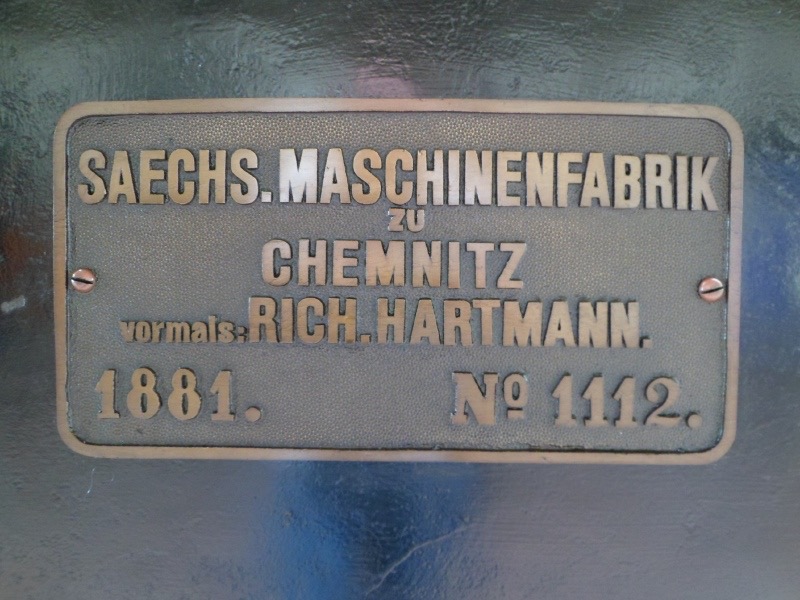 SAECHS. MASCHINENFABRIK
ZU
CHEMNITZ
vormals: RICH. HARTMANN.
1881. Nº 1112.